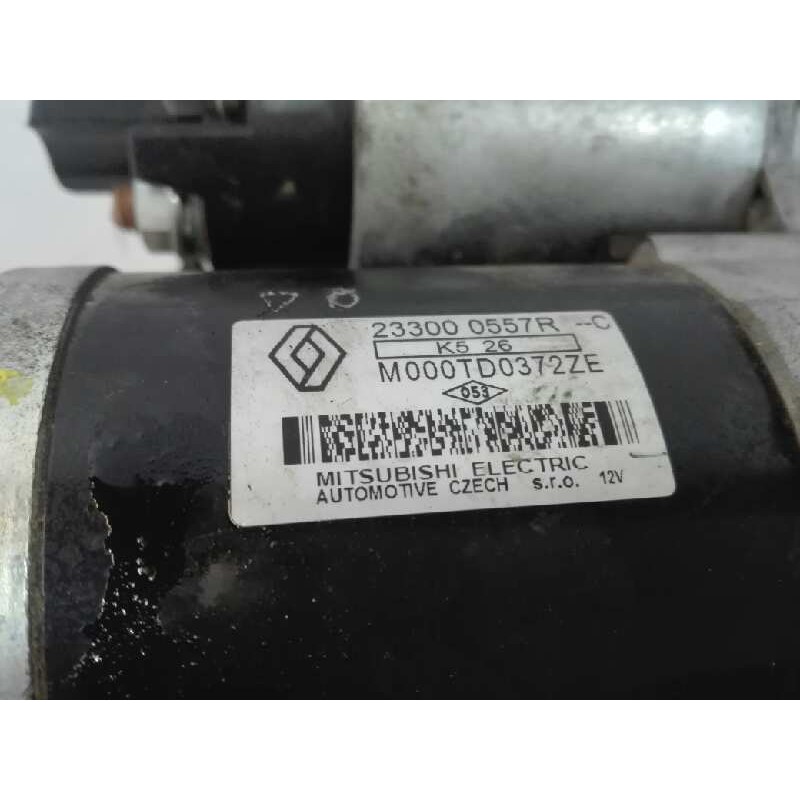 23300 0557R --C
K5 26
M000TD0372ZE
053
MITSUBISHI ELECTRIC
AUTOMOTIVE CZECH s.r.o. 12V